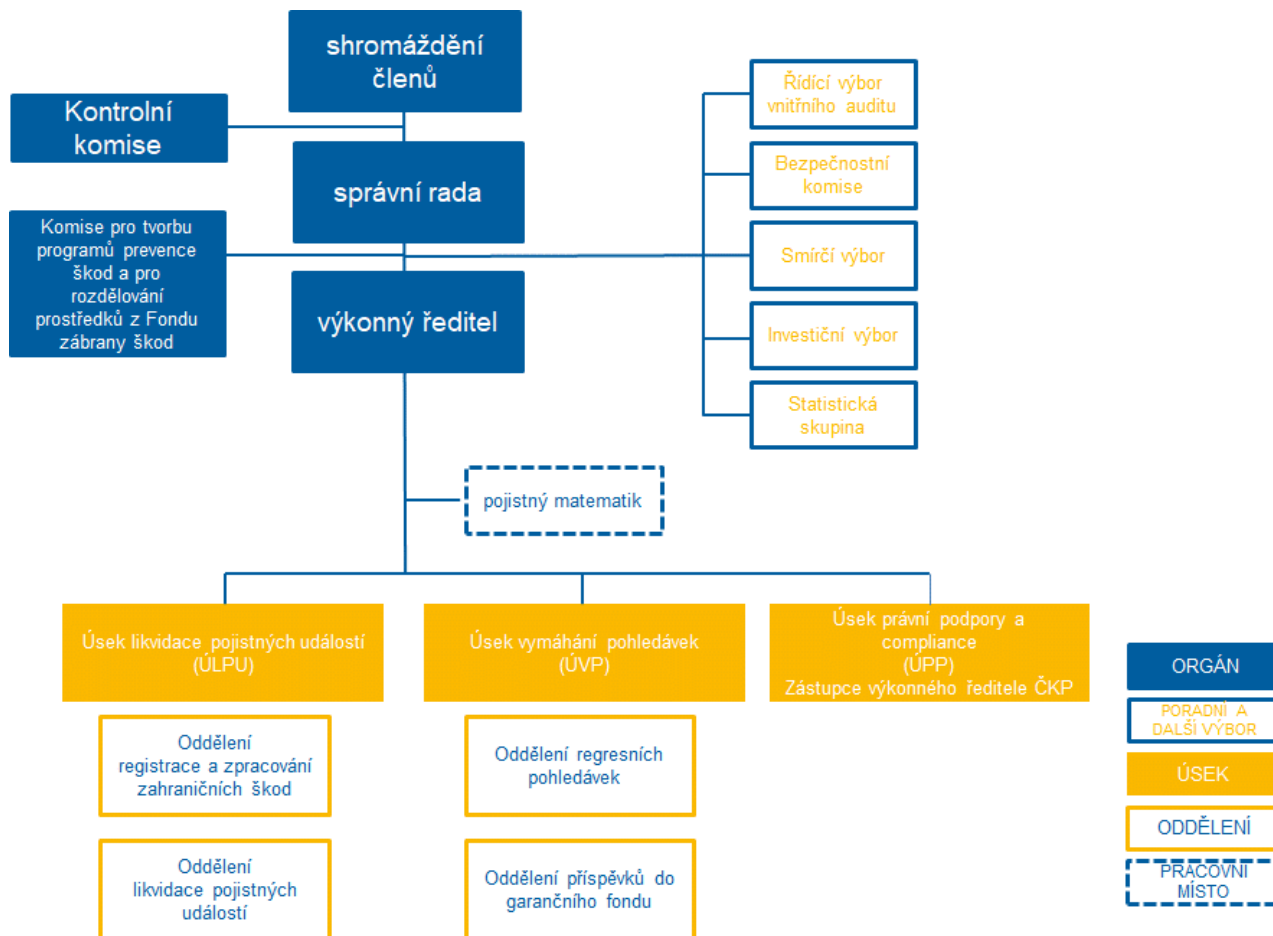 shromáždění
členů
Kontrolní
komise
správní rada
Komise pro tvorbu
programů prevence
škod a pro
rozdělování
prostředků z Fondu
zábrany škod
výkonný ředitel
Řídící výbor
vnitřního auditu
Bezpečnostní
komise
Smírčí výbor
Investiční výbor
Statistická
skupina
pojistný matematik
Úsek likvidace pojistných událostí
(ÚLPU)
Úsek vymáhání pohledávek
(ÚVP)
Úsek právní podpory a
compliance
(ÚPP)
Zástupce výkonného ředitele ČKP
Oddělení
registrace a zpracování
zahraničních škod
Oddělení regresních
pohledávek
Oddělení
likvidace pojistných
událostí
Oddělení příspěvků do
garančního fondu
ORGÁN
PORADNÍ A
DALŠÍ VÝBOR
ÚSEK
ODDĚLENÍ
PRACOVNÍ
MÍSTO